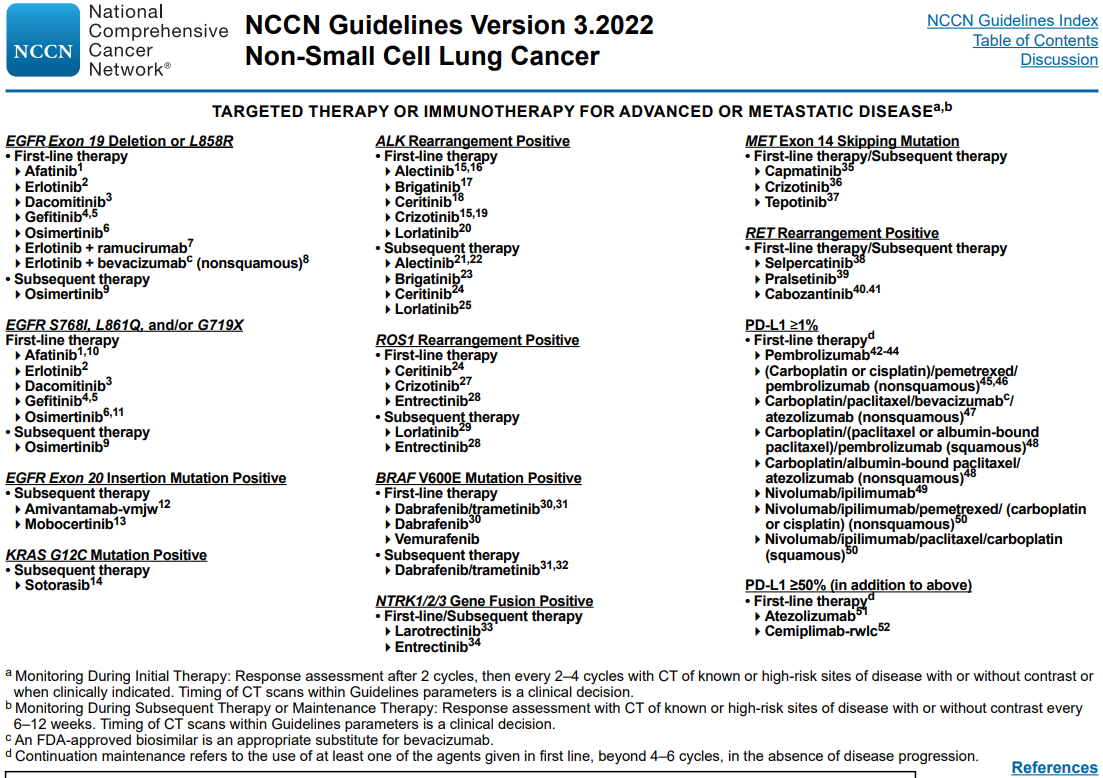 National
Comprehensive
Cancer
Network®
NCCN
NCCN Guidelines Version 3.2022
Non-Small Cell Lung Cancer
NCCN Guidelines Index
Table of Contents
Discussion
TARGETED THERAPY OR IMMUNOTHERAPY FOR ADVANCED OR METASTATIC DISEASEa,b
EGFR Exon 19 Deletion or L858R
• First-line therapy
Afatinib1
Erlotinib2
Dacomitinib3
Gefitinib4,5
Osimertinib6
Erlotinib + ramucirumab7
Erlotinib + bevacizumabc (nonsquamous)8
• Subsequent therapy
Osimertinib9
EGFR S768I, L861Q, and/or G719X
First-line therapy
Afatinib1,10
Erlotinib2
Dacomitinib3
Gefitinib4,5
Osimertinib6,11
• Subsequent therapy
Osimertinib9
EGFR Exon 20 Insertion Mutation Positive
• Subsequent therapy
Amivantamab-vmjw12
Mobocertinib13
KRAS G12C Mutation Positive
• Subsequent therapy
Sotorasib14
ALK Rearrangement Positive
• First-line therapy
Alectinib15,16
Brigatinib17
Ceritinib18
Crizotinib15,19
Lorlatinib20
• Subsequent therapy
Alectinib21,22
Brigatinib23
Ceritinib24
Lorlatinib25
ROS1 Rearrangement Positive
• First-line therapy
Ceritinib24
Crizotinib27
Entrectinib28
• Subsequent therapy
Lorlatinib29
Entrectinib28
BRAF V600E Mutation Positive
• First-line therapy
Dabrafenib/trametinib30,31
Dabrafenib30
Vemurafenib
• Subsequent therapy
Dabrafenib/trametinib31,32
NTRK1/2/3 Gene Fusion Positive
• First-line/Subsequent therapy
Larotrectinib33
Entrectinib34
MET Exon 14 Skipping Mutation
• First-line therapy/Subsequent therapy
Capmatinib35
Crizotinib36
Tepotinib37
RET Rearrangement Positive
• First-line therapy/Subsequent therapy
Selpercatinib38
Pralsetinib39
Cabozantinib40.41
PD-L1 ≥1%
• First-line therapyd
Pembrolizumab42-44
(Carboplatin or cisplatin)/pemetrexed/
pembrolizumab (nonsquamous)45,46
Carboplatin/paclitaxel/bevacizumabc/
atezolizumab (nonsquamous)47
Carboplatin/(paclitaxel or albumin-bound
paclitaxel)/pembrolizumab (squamous)48
Carboplatin/albumin-bound paclitaxel/
atezolizumab (nonsquamous)48
Nivolumab/ipilimumab49
Nivolumab/ipilimumab/pemetrexed/ (carboplatin
or cisplatin) (nonsquamous)50
Nivolumab/ipilimumab/paclitaxel/carboplatin
(squamous)50
PD-L1 ≥50% (in addition to above)
• First-line therapyd
Atezolizumab51
Cemiplimab-rwlc52
a Monitoring During Initial Therapy: Response assessment after 2 cycles, then every 2–4 cycles with CT of known or high-risk sites of disease with or without contrast or
when clinically indicated. Timing of CT scans within Guidelines parameters is a clinical decision.
b Monitoring During Subsequent Therapy or Maintenance Therapy: Response assessment with CT of known or high-risk sites of disease with or without contrast every
6–12 weeks. Timing of CT scans within Guidelines parameters is a clinical decision.
c An FDA-approved biosimilar is an appropriate substitute for bevacizumab.
d Continuation maintenance refers to the use of at least one of the agents given in first line, beyond 4–6 cycles, in the absence of disease progression.
References